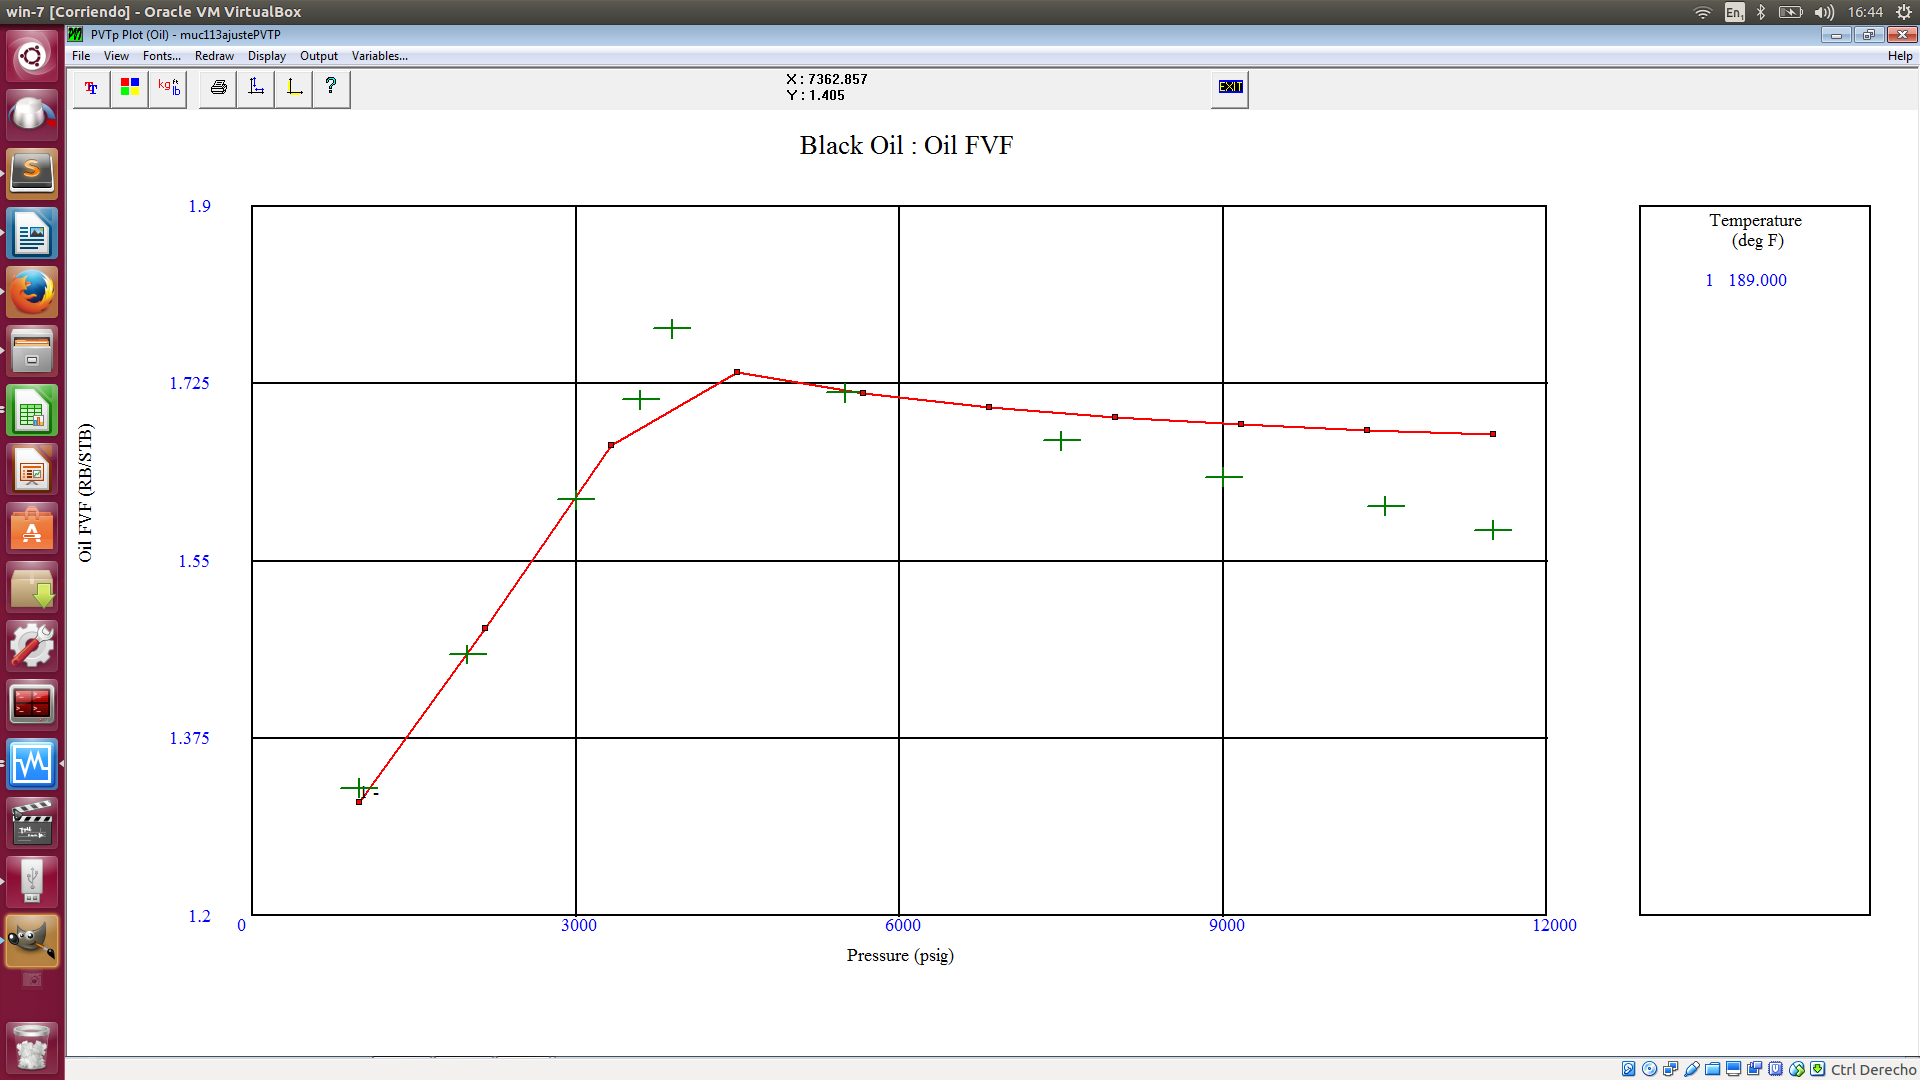 win-7 [Corriendo] - Oracle VM VirtualBox
En1
16:44
PVTp Plot (Oil) - muc113ajustePVTP
File View Fonts... Redraw Display Output Variables... Help
X : 7362.857
Y : 1.405
EXIT
Black Oil : Oil FVF
1.9
1.725
1.55
1.375
1.2
Oil FVF (RB/STB)
0 3000 6000 9000 12000
Pressure (psig)
Temperature
(deg F)
1 189.000
Ctrl Derecho